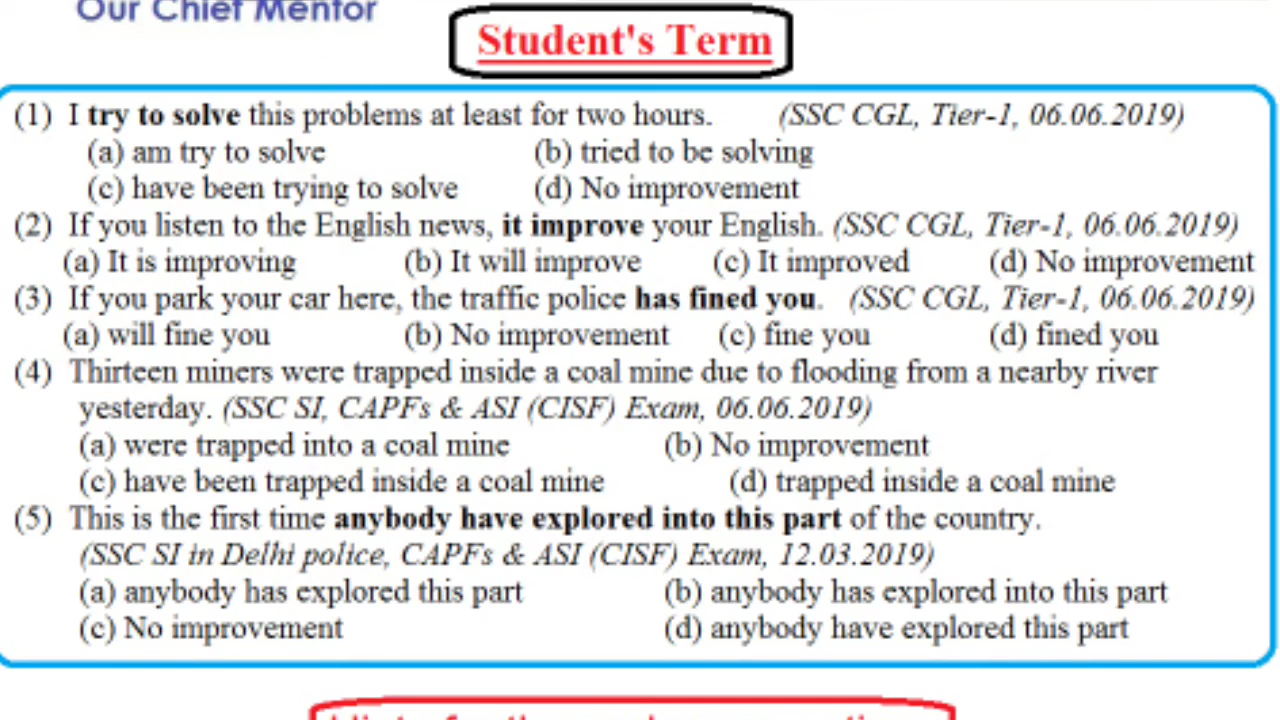 Our Chief Mentor
Student's Term
(1) I try to solve this problems at least for two hours. (SSC CGL, Tier-1, 06.06.2019)
(a) am try to solve (b) tried to be solving
(c) have been trying to solve (d) No improvement
(2) If you listen to the English news, it improve your English. (SSC CGL, Tier-1, 06.06.2019)
(a) It is improving (b) It will improve (c) It improved (d) No improvement
(3) If you park your car here, the traffic police has fined you. (SSC CGL, Tier-1, 06.06.2019)
(a) will fine you (b) No improvement (c) fine you (d) fined you
(4) Thirteen miners were trapped inside a coal mine due to flooding from a nearby river
yesterday. (SSC SI, CAPFs & ASI (CISF) Exam, 06.06.2019)
(a) were trapped into a coal mine (b) No improvement
(c) have been trapped inside a coal mine (d) trapped inside a coal mine
(5) This is the first time anybody have explored into this part of the country.
(SSC SI in Delhi police, CAPFs & ASI (CISF) Exam, 12.03.2019)
(a) anybody has explored this part (b) anybody has explored into this part
(c) No improvement (d) anybody have explored this part